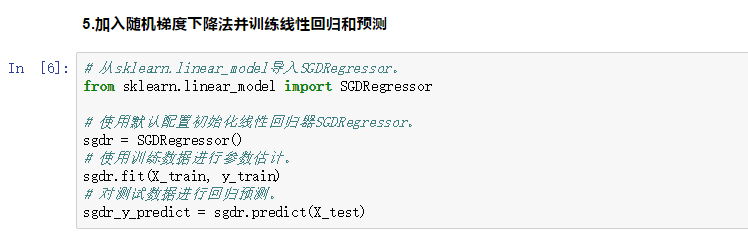 5.加入随机梯度下降法并训练线性回归和预测
In [6]:
# 从sklearn.linear_model导入SGDRegressor。
from sklearn.linear_model import SGDRegressor
# 使用默认配置初始化线性回归器SGDRegressor。
sgdr = SGDRegressor()
# 使用训练数据进行参数估计。
sgdr.fit(X_train, y_train)
# 对测试数据进行回归预测。
sgdr_y_predict = sgdr.predict(X_test)